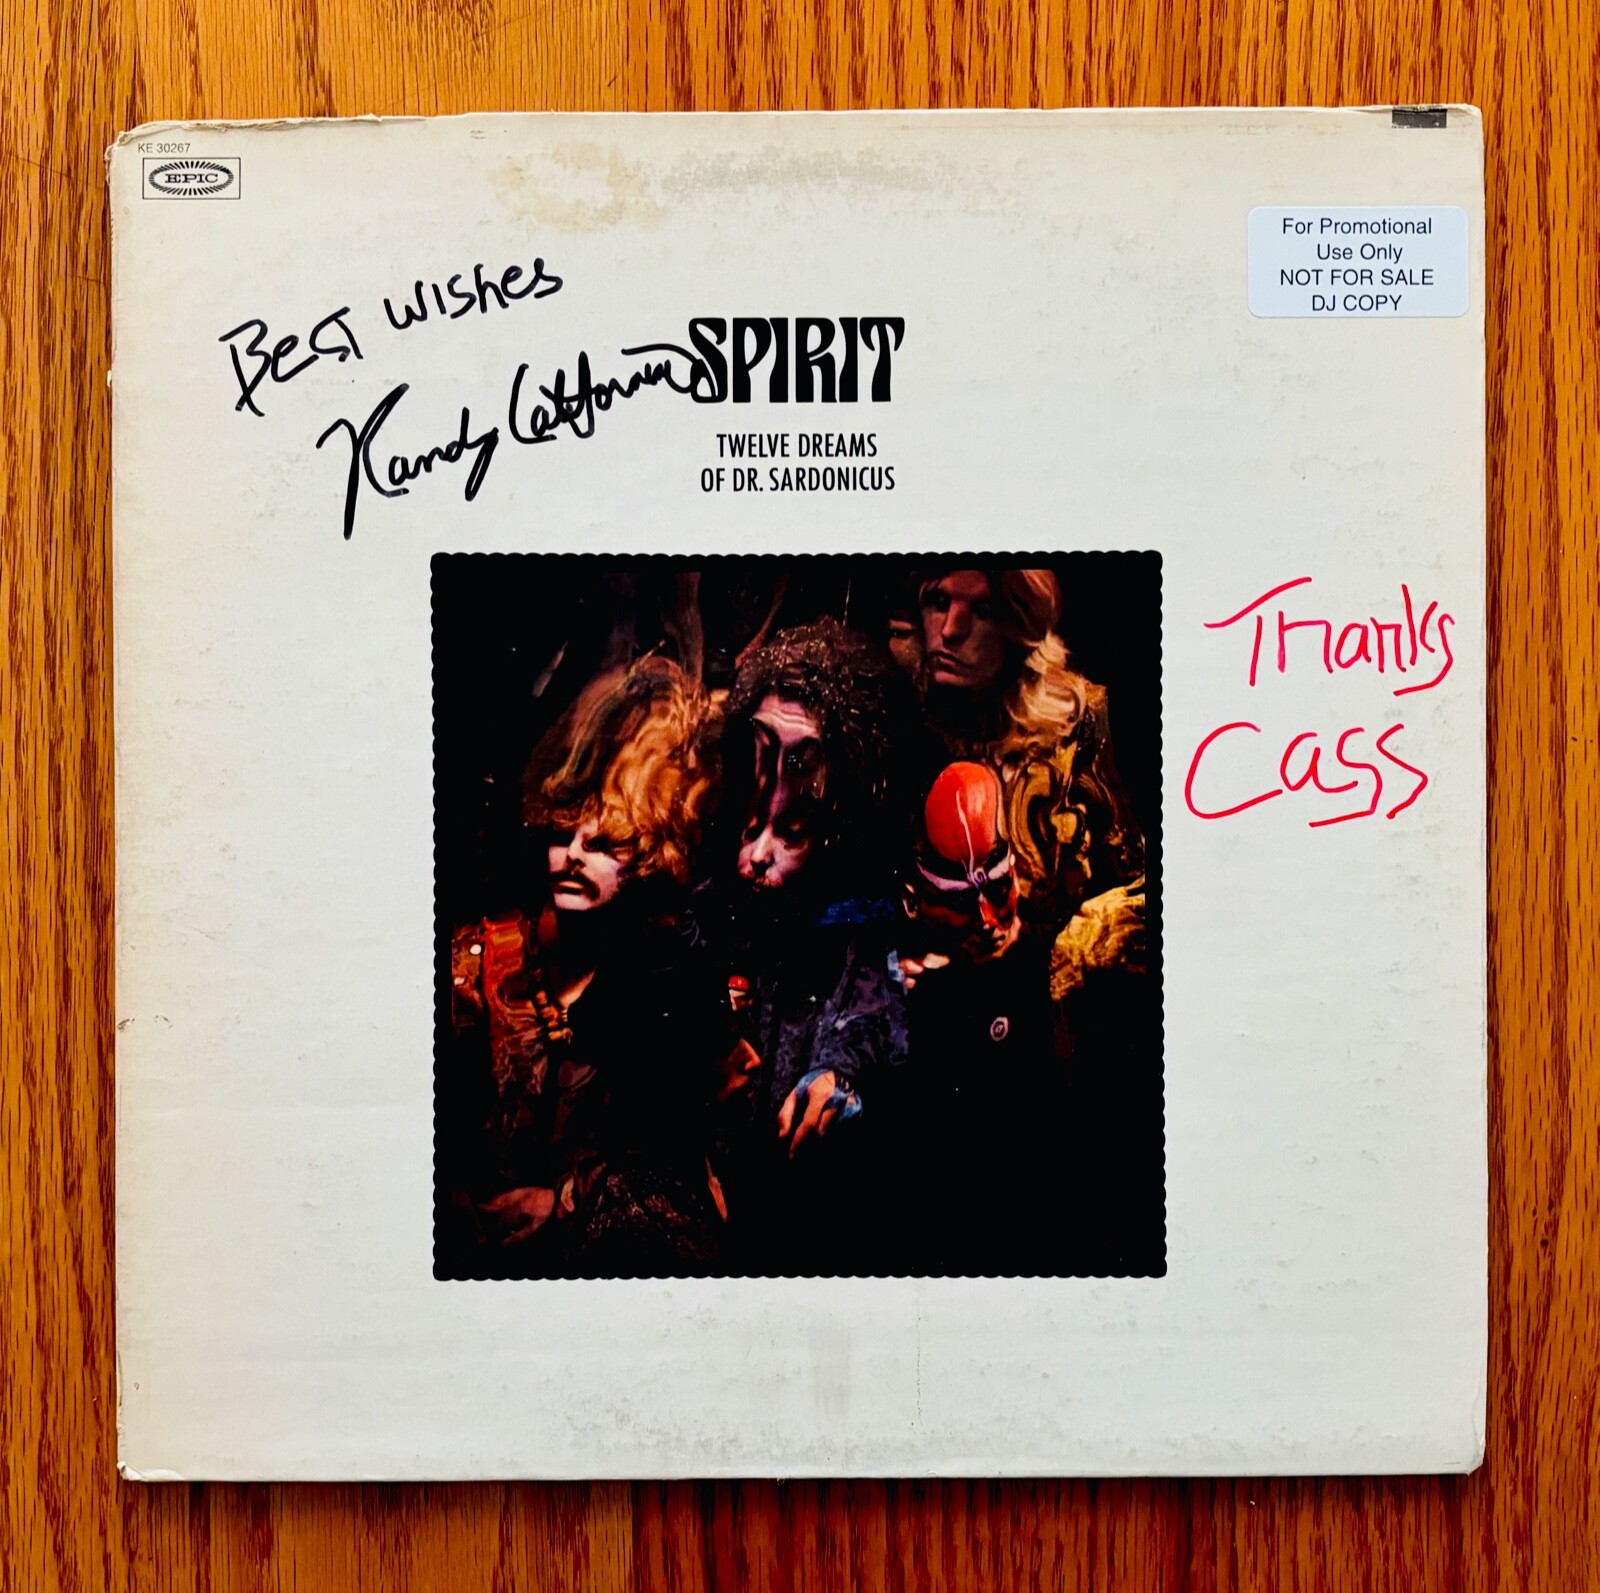 KE 30267
EPIC
For Promotional
Use Only
NOT FOR SALE
DJ COPY
Best wishes
Randy California
SPIRIT
TWELVE DREAMS
OF DR. SARDONICUS
Thanks
Cass